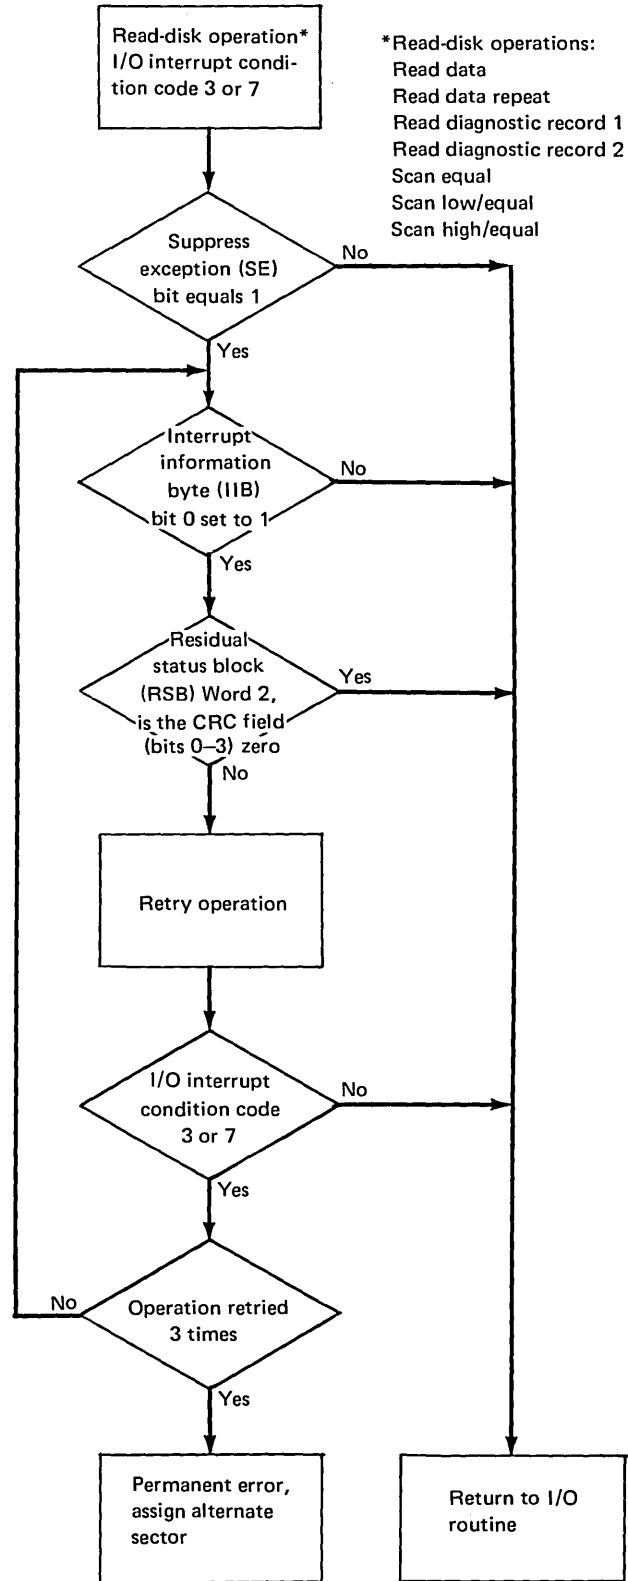 Read-disk operation*
I/O interrupt condi-
tion code 3 or 7
*Read-disk operations:
Read data
Read data repeat
Read diagnostic record 1
Read diagnostic record 2
Scan equal
Scan low/equal
Scan high/equal
Suppress
exception (SE)
bit equals 1
No
Yes
Interrupt
information
byte (IIB)
bit 0 set to 1
No
Yes
Residual
status block
(RSB) Word 2,
is the CRC field
(bits 0–3) zero
Yes
No
Retry operation
I/O interrupt
condition code
3 or 7
No
Yes
Operation retried
3 times
No
Yes
Permanent error,
assign alternate
sector
Return to I/O
routine